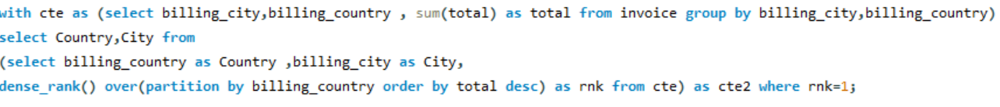 with cte as (select billing_city,billing_country , sum(total) as total from invoice group by billing_city,billing_country)
select Country,City from
(select billing_country as Country ,billing_city as City,
dense_rank() over(partition by billing_country order by total desc) as rnk from cte) as cte2 where rnk=1;